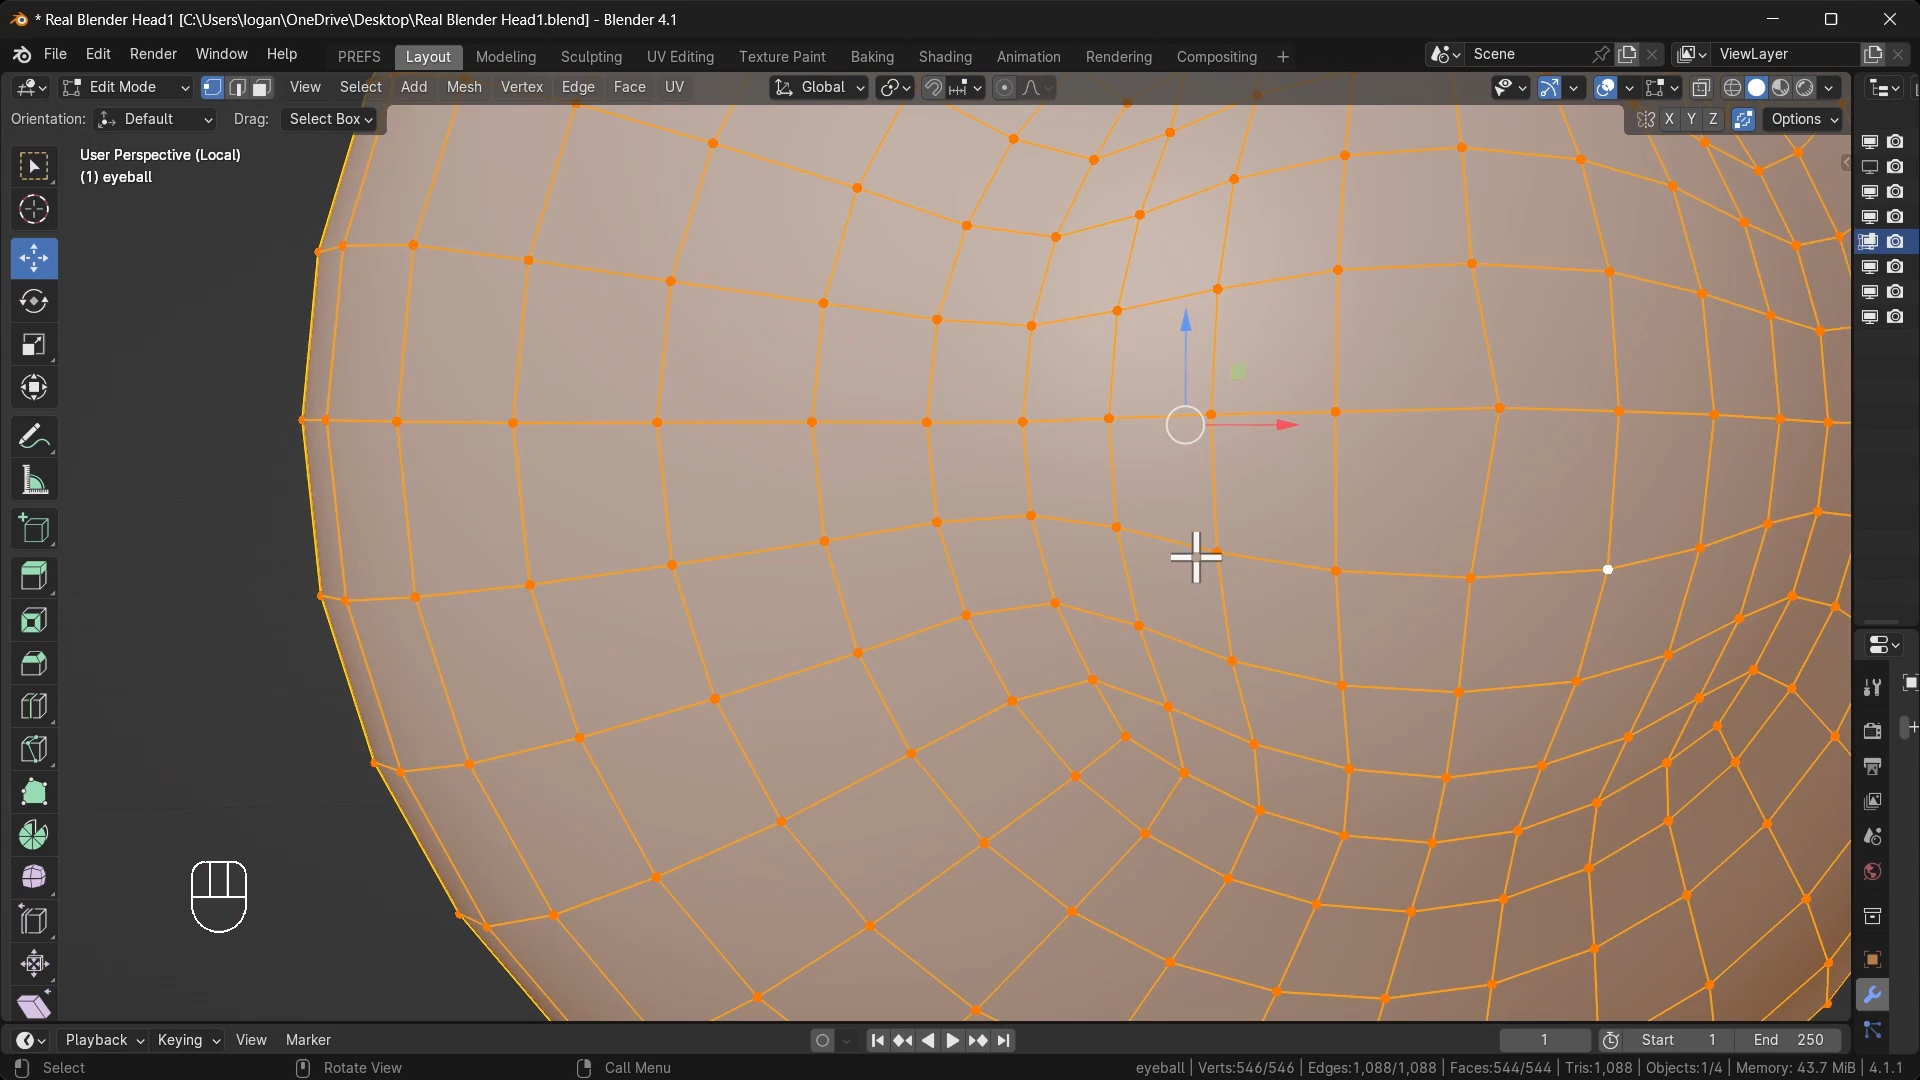 * Real Blender Head1 [C:\Users\logan\OneDrive\Desktop\Real Blender Head1.blend] - Blender 4.1
File Edit Render Window Help PREFS Layout Modeling Sculpting UV Editing Texture Paint Baking Shading Animation Rendering Compositing + Scene ViewLayer
Edit Mode View Select Add Mesh Vertex Edge Face UV Global
Orientation: Default Drag: Select Box X Y Z Options
User Perspective (Local)
(1) eyeball
Playback Keying View Marker 1 Start 1 End 250
Select Rotate View Call Menu eyeball | Verts:546/546 | Edges:1,088/1,088 | Faces:544/544 | Tris:1,088 | Objects:1/4 | Memory: 43.7 MiB | 4.1.1